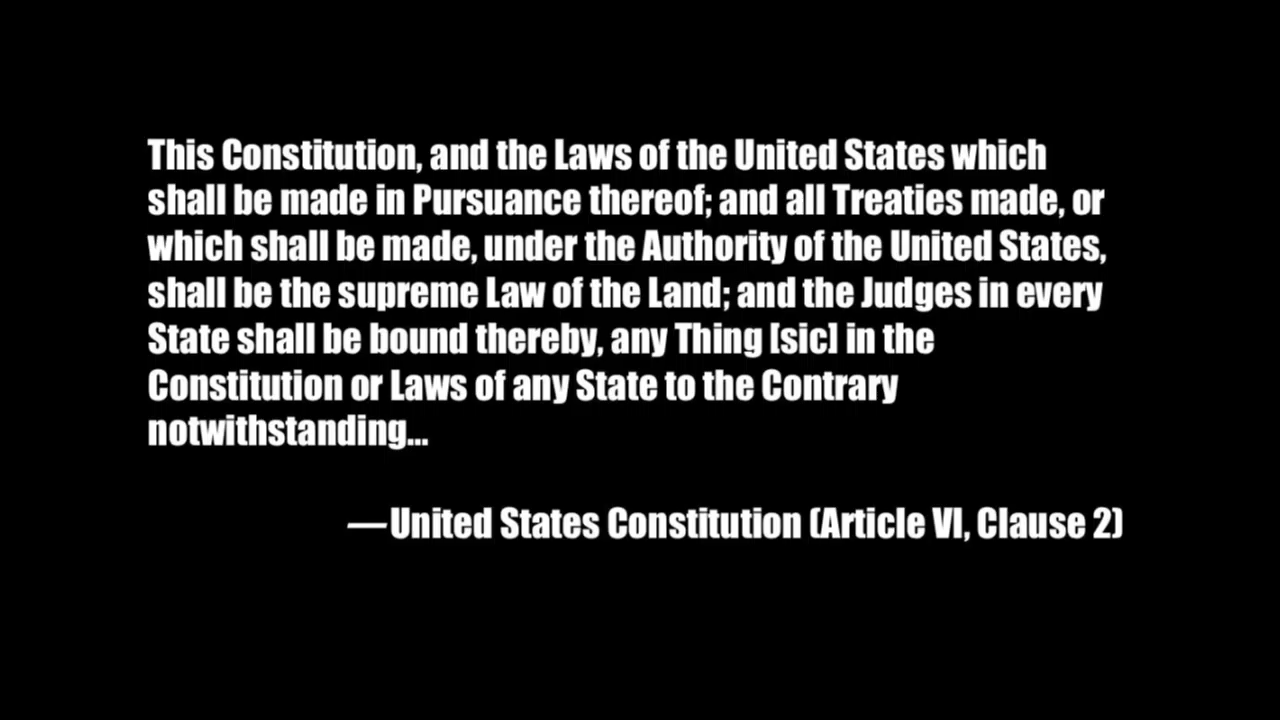 This Constitution, and the Laws of the United States which
shall be made in Pursuance thereof; and all Treaties made, or
which shall be made, under the Authority of the United States,
shall be the supreme Law of the Land; and the Judges in every
State shall be bound thereby, any Thing [sic] in the
Constitution or Laws of any State to the Contrary
notwithstanding...
—United States Constitution (Article VI, Clause 2)